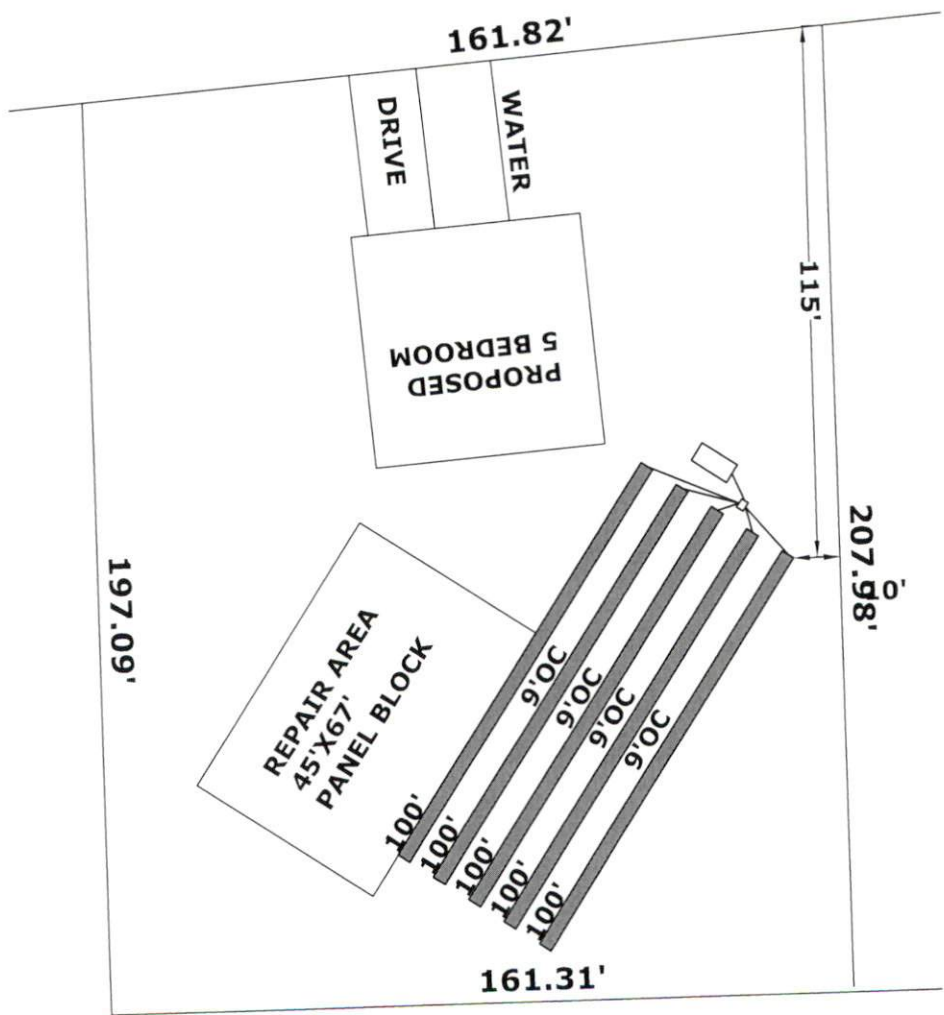 161.82'
DRIVE
WATER
115'
PROPOSED
5 BEDROOM
207.98'
10'
197.09'
REPAIR AREA
45'X67'
PANEL BLOCK
9'OC
9'OC
9'OC
9'OC
100'
100'
100'
100'
100'
161.31'